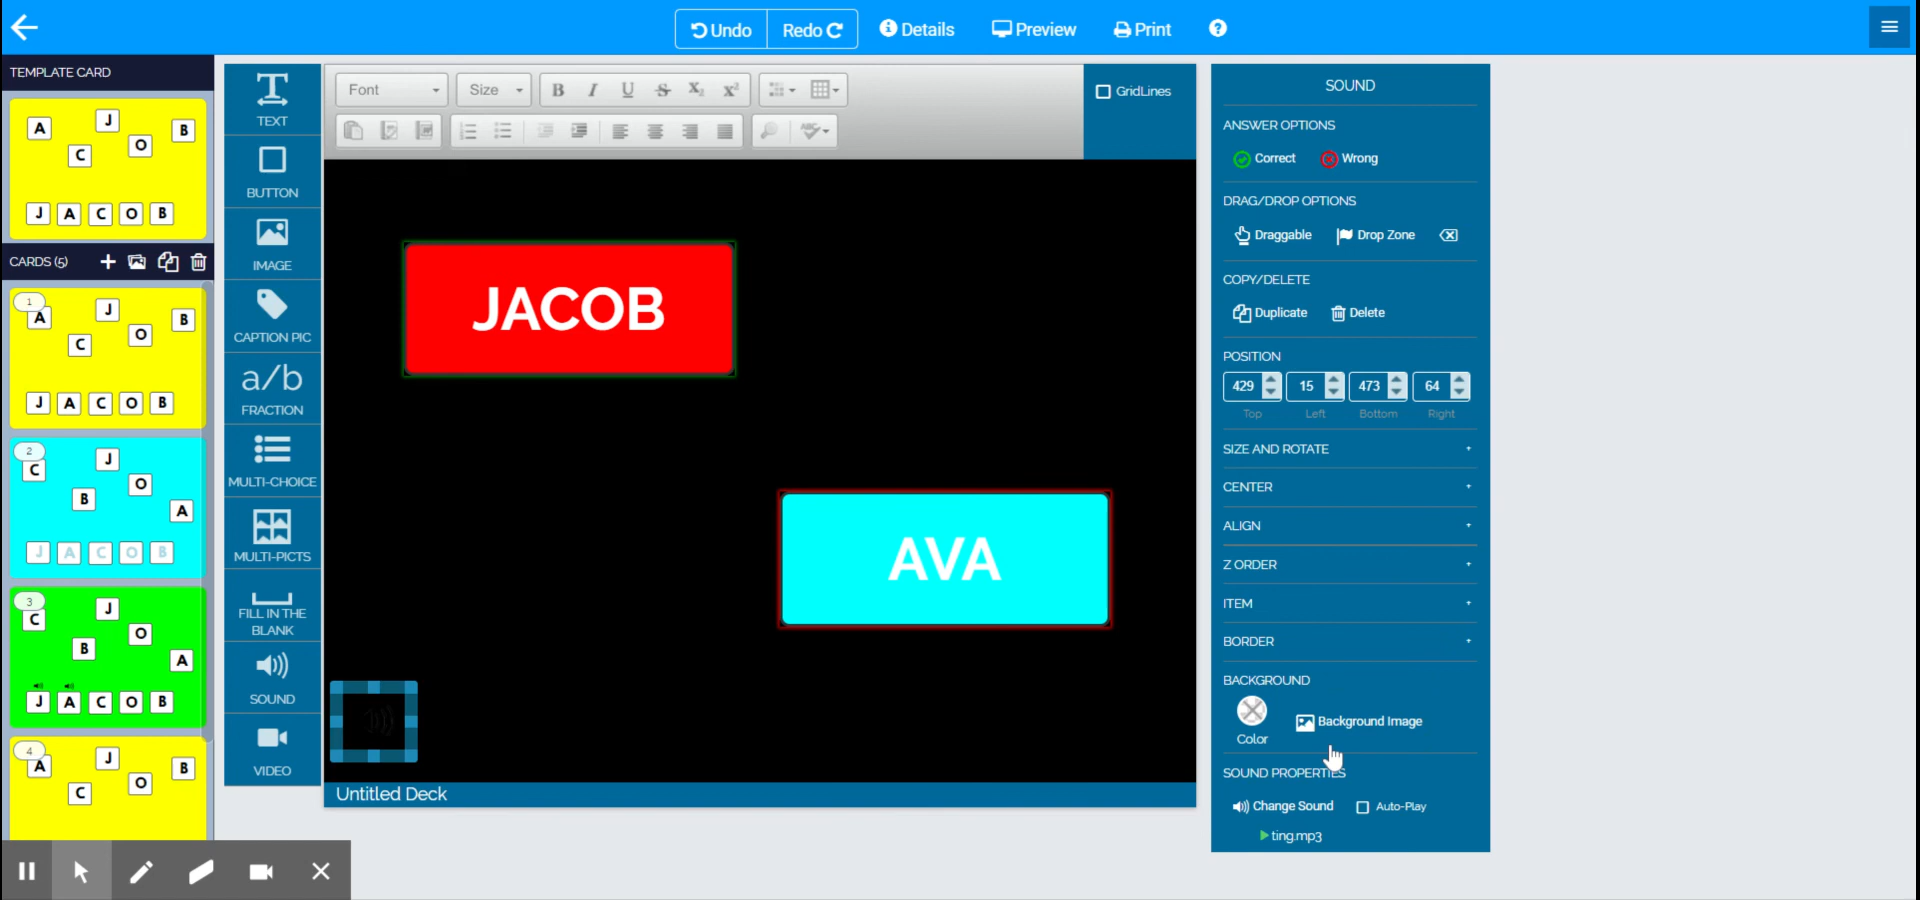 Undo Redo Details Preview Print ?
TEMPLATE CARD
A J C O B
J A C O B
CARDS (5)
1
A J C O B
J A C O B
2
C J B O A
J A C O B
3
C J B O A
J A C O B
4
A J C O B
TEXT
BUTTON
IMAGE
CAPTION PIC
a/b
FRACTION
MULTI-CHOICE
MULTI-PICTS
FILL IN THE
BLANK
SOUND
VIDEO
Font Size B I U S X₂ X²
ABC
GridLines
JACOB
AVA
Untitled Deck
SOUND
ANSWER OPTIONS
Correct Wrong
DRAG/DROP OPTIONS
Draggable Drop Zone
COPY/DELETE
Duplicate Delete
POSITION
429 15 473 64
Top Left Bottom Right
SIZE AND ROTATE +
CENTER +
ALIGN +
Z ORDER +
ITEM +
BORDER +
BACKGROUND
Color Background Image
SOUND PROPERTIES
Change Sound Auto-Play
ting.mp3